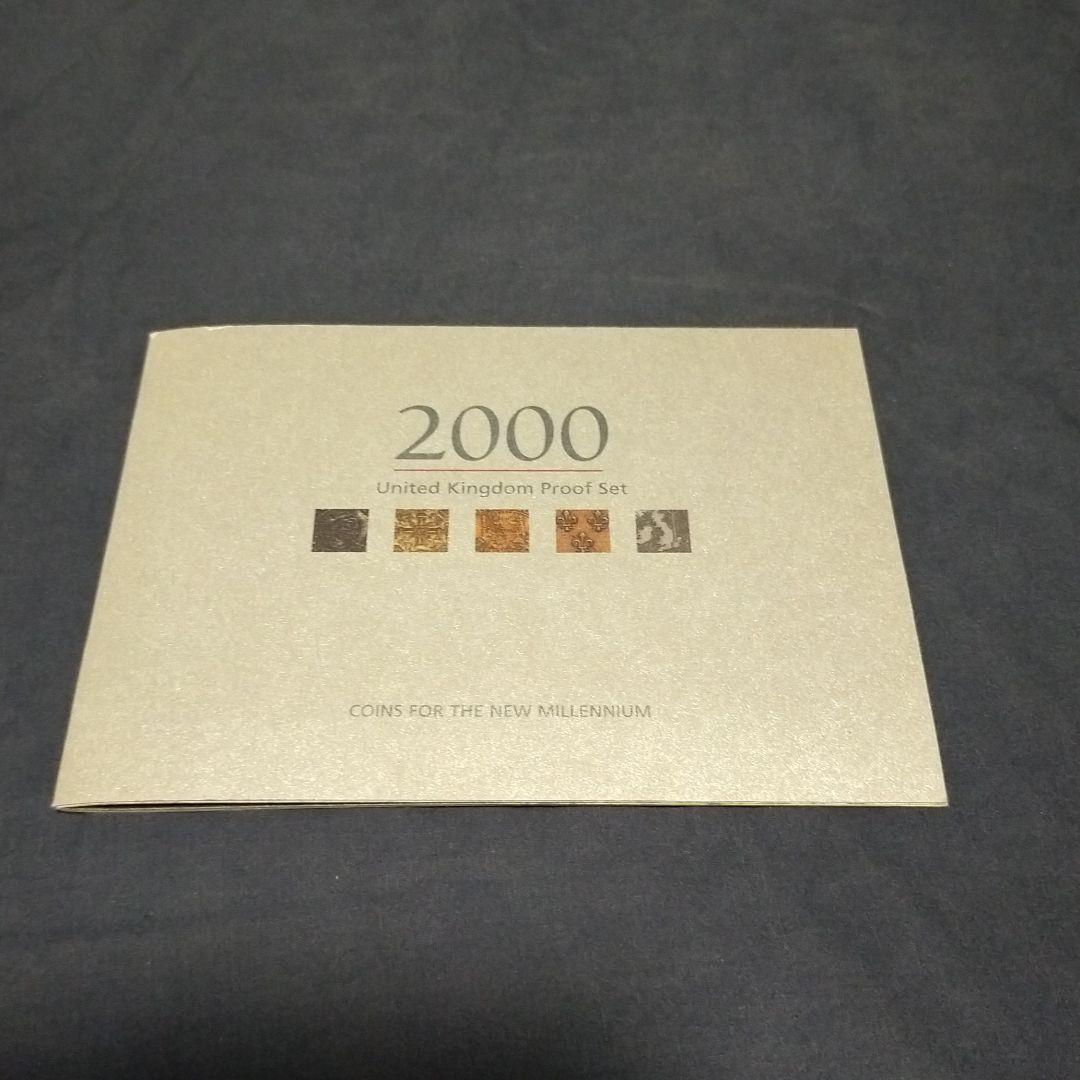 2000
United Kingdom Proof Set
COINS FOR THE NEW MILLENNIUM